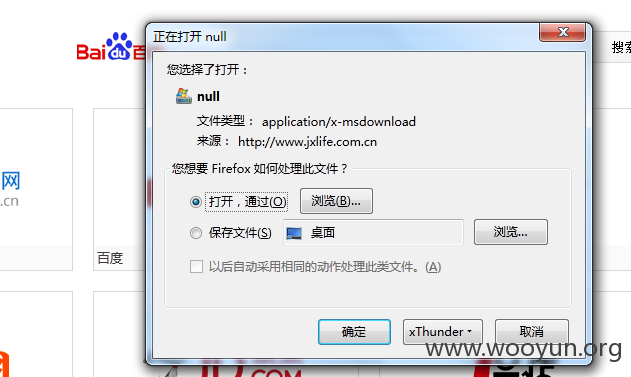 正在打开 null
Bai du 百
搜索
您选择了打开：
null
文件类型： application/x-msdownload
来源： http://www.jxlife.com.cn
您想要 Firefox 如何处理此文件？
打开，通过(O)
浏览(B)...
保存文件(S)
桌面
浏览...
以后自动采用相同的动作处理此类文件。(A)
确定
xThunder
取消
网
.cn
百度
.COM
www.wooyun.org